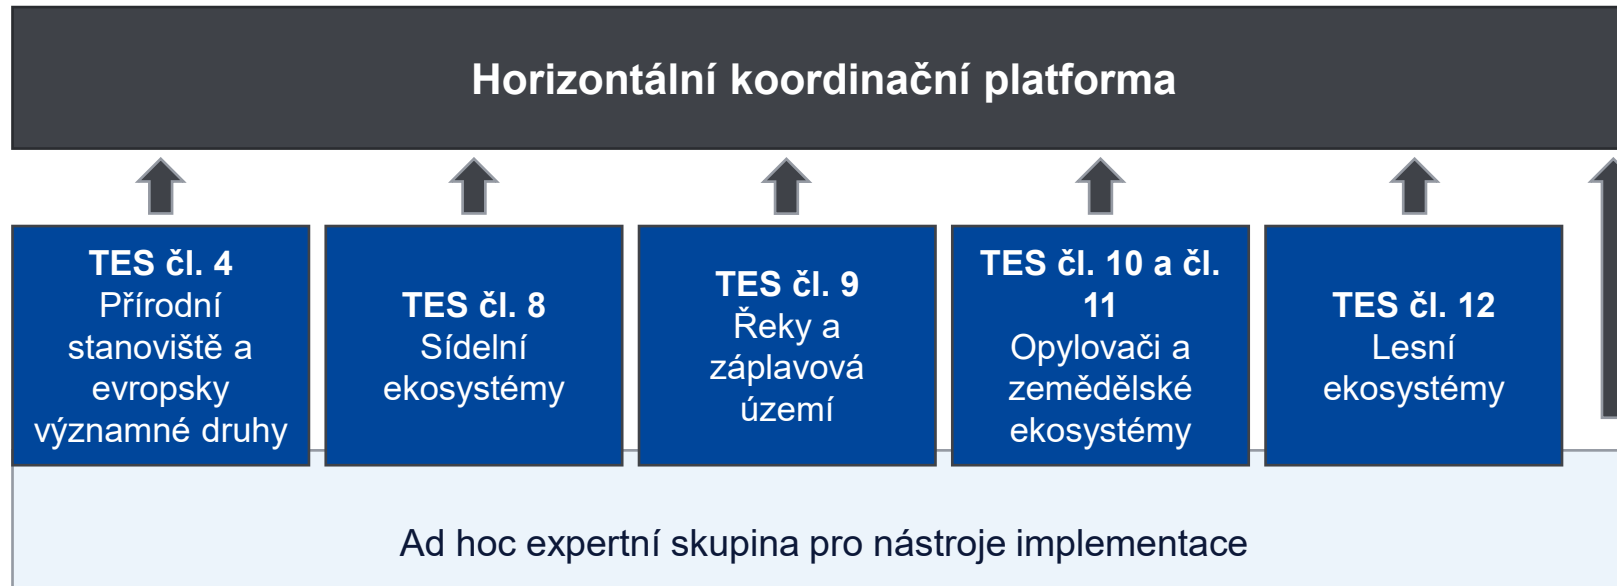 Horizontální koordinační platforma
TES čl. 4
Přírodní
stanoviště a
evropsky
významné druhy
TES čl. 8
Sídelní
ekosystémy
TES čl. 9
Řeky a
záplavová
území
TES čl. 10 a čl.
11
Opylovači a
zemědělské
ekosystémy
TES čl. 12
Lesní
ekosystémy
Ad hoc expertní skupina pro nástroje implementace